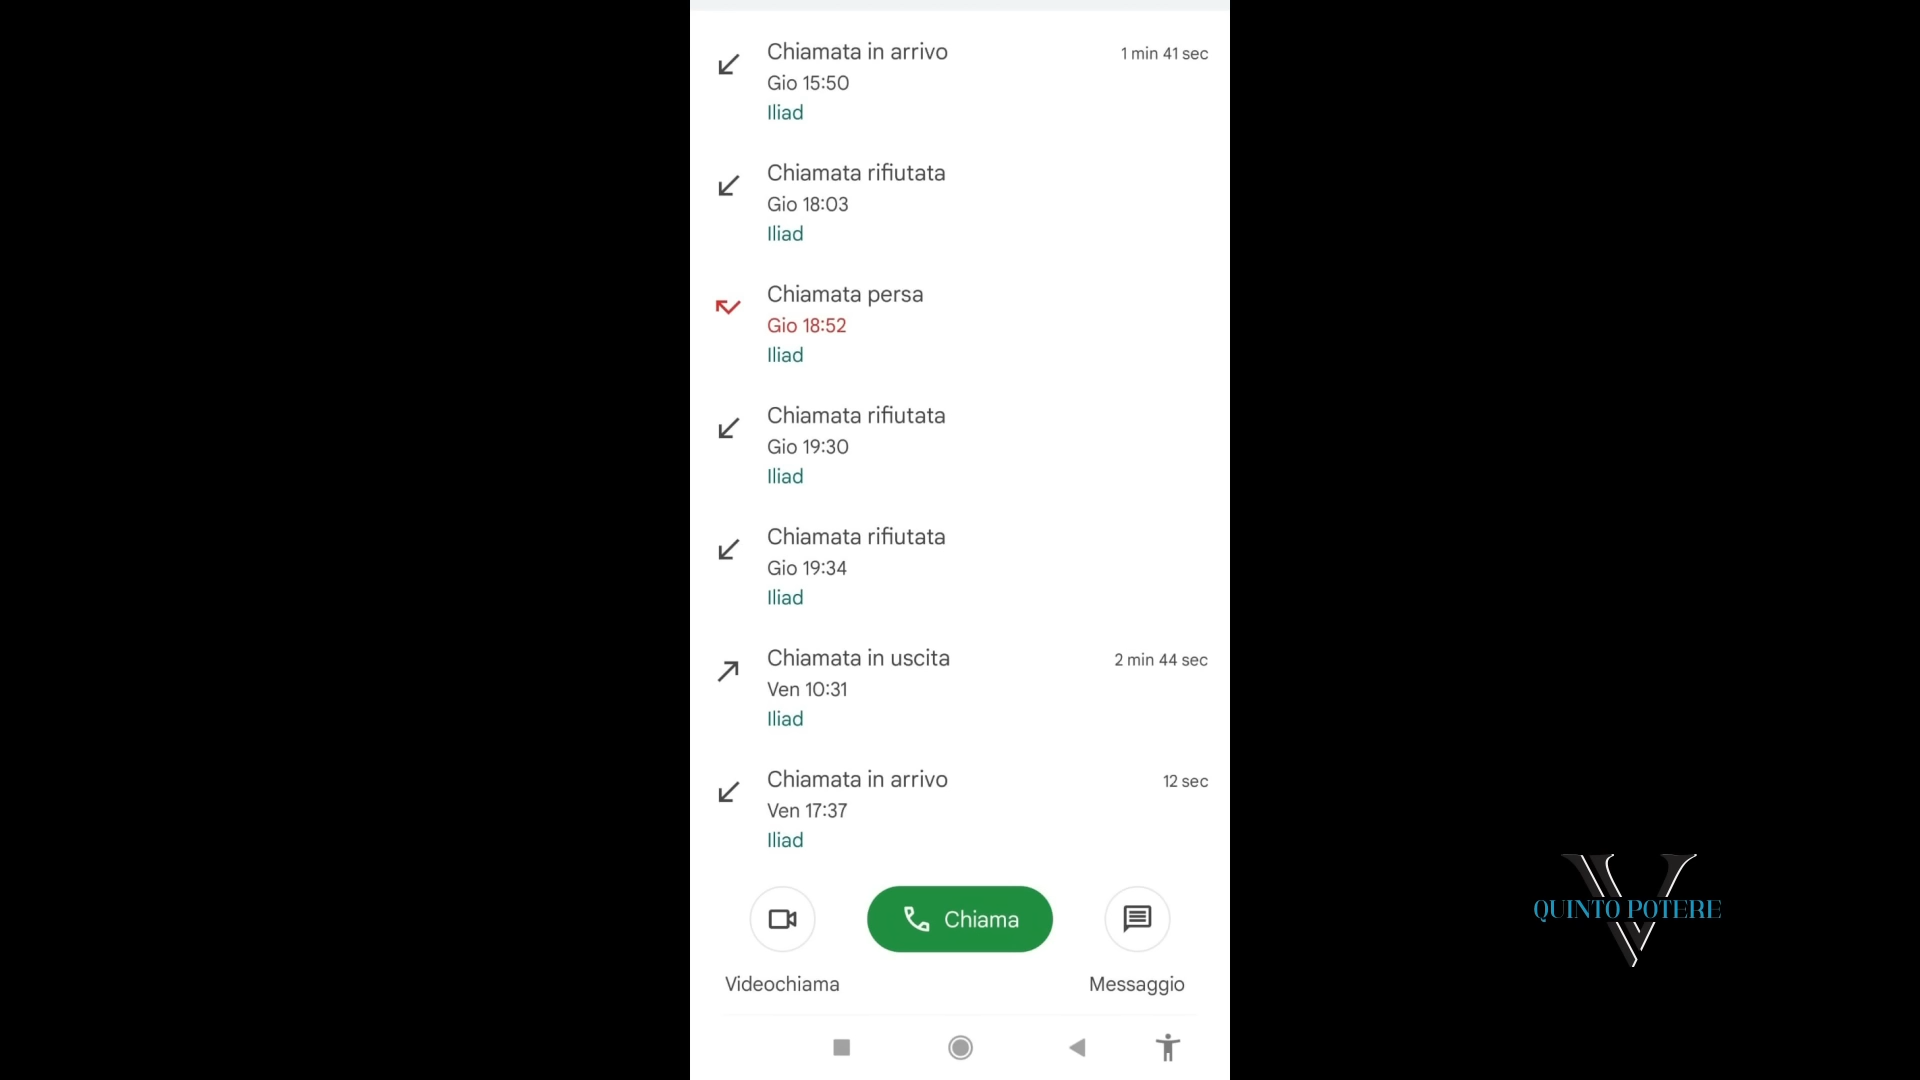 Chiamata in arrivo
1 min 41 sec
Gio 15:50
Iliad
Chiamata rifiutata
Gio 18:03
Iliad
Chiamata persa
Gio 18:52
Iliad
Chiamata rifiutata
Gio 19:30
Iliad
Chiamata rifiutata
Gio 19:34
Iliad
Chiamata in uscita
2 min 44 sec
Ven 10:31
Iliad
Chiamata in arrivo
12 sec
Ven 17:37
Iliad
Chiama
Videochiama
Messaggio
V
QUINTO POTERE